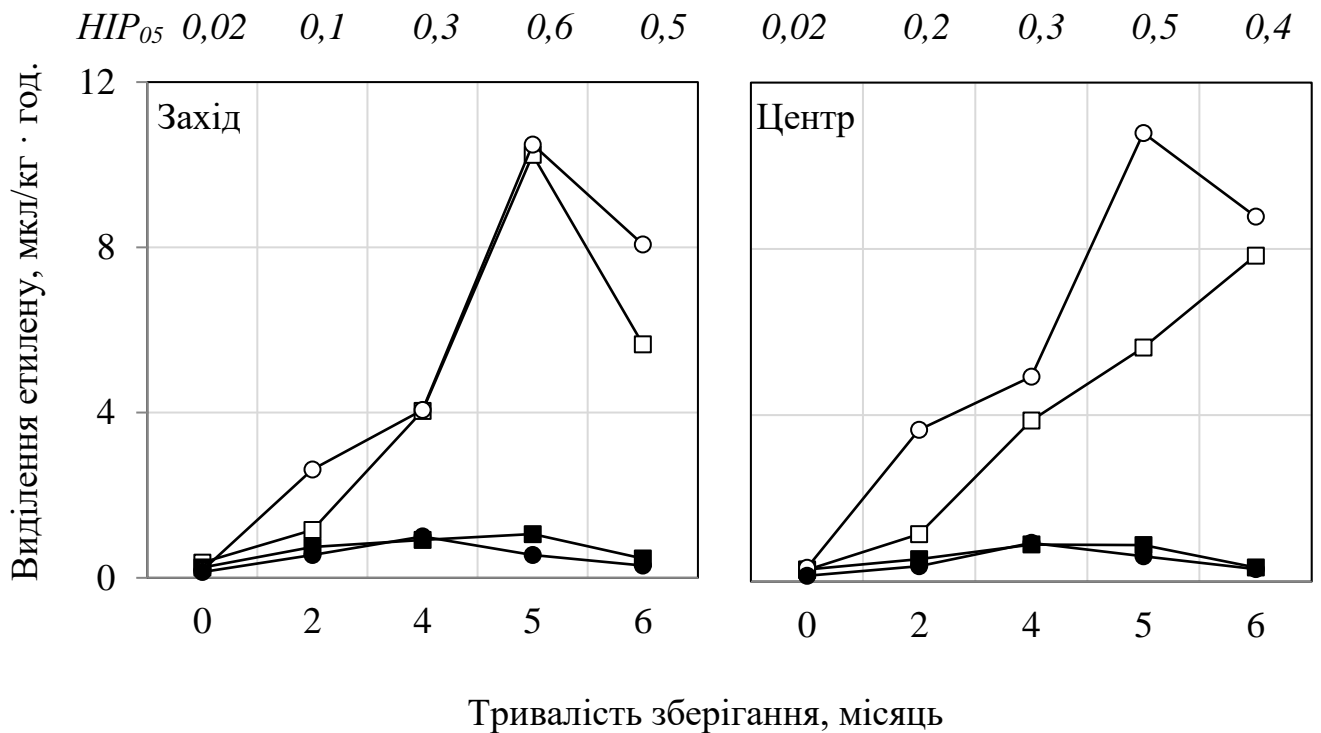 НІР05 0,02 0,1 0,3 0,6 0,5 0,02 0,2 0,3 0,5 0,4
Виділення етилену, мкл/кг · год.
12
8
4
0
Захід
Центр
0 2 4 5 6 0 2 4 5 6
Тривалість зберігання, місяць